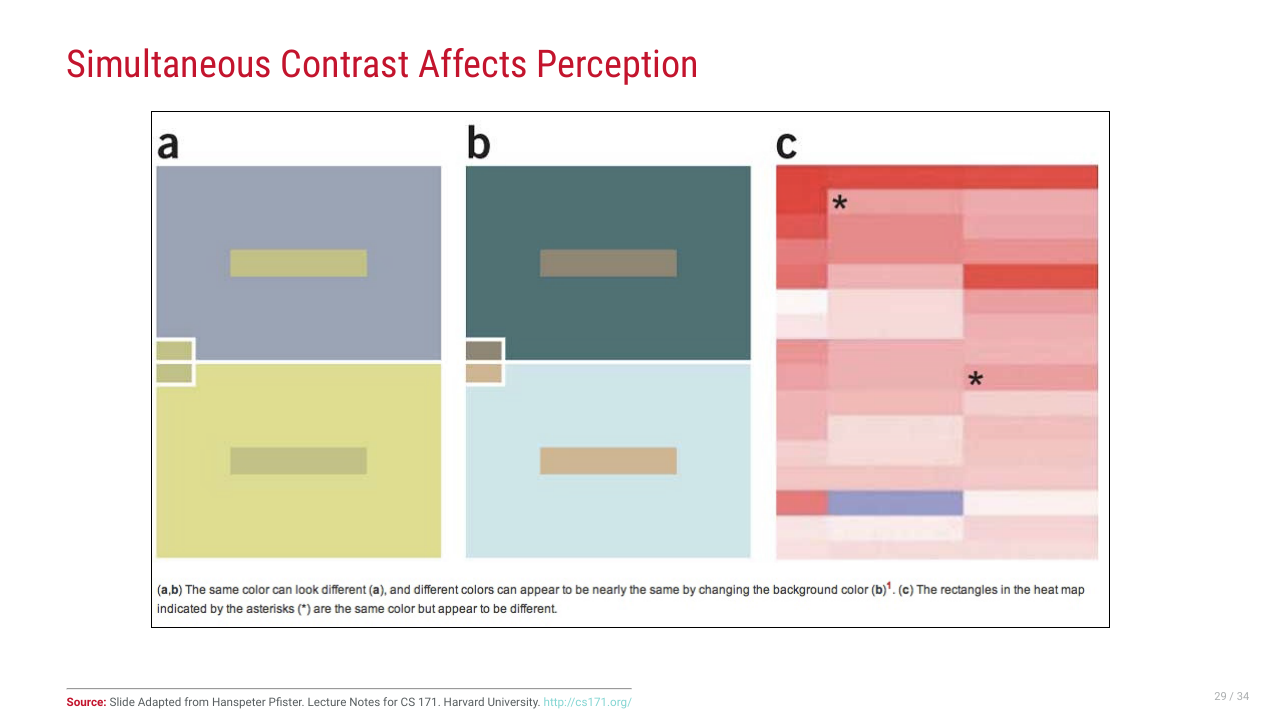 Simultaneous Contrast Affects Perception
a
b
c
*
*
(a,b) The same color can look different (a), and different colors can appear to be nearly the same by changing the background color (b)¹. (c) The rectangles in the heat map
indicated by the asterisks (*) are the same color but appear to be different.
Source: Slide Adapted from Hanspeter Pfister. Lecture Notes for CS 171. Harvard University. http://cs171.org/
29 / 34